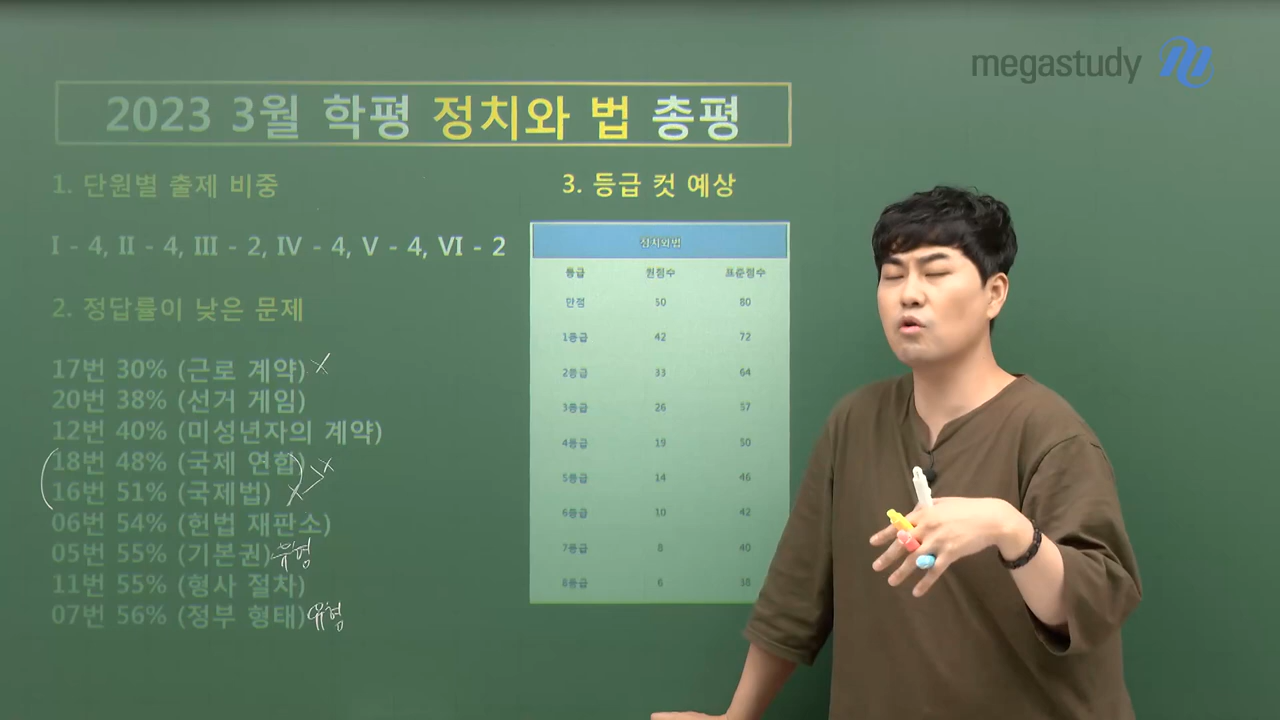 megastudy
2023 3월 학평 정치와 법 총평
1. 단원별 출제 비중
I - 4, II - 4, III - 2, IV - 4, V - 4, VI - 2
2. 정답률이 낮은 문제
17번 30% (근로 계약) ×
20번 38% (선거 게임)
12번 40% (미성년자의 계약)
(18번 48% (국제 연합)) > ×
16번 51% (국제법) ×
06번 54% (헌법 재판소)
05번 55% (기본권) 유형
11번 55% (형사 절차)
07번 56% (정부 형태) 유형
3. 등급 컷 예상
정치와법
등급 원점수 표준점수
만점 50 80
1등급 42 72
2등급 33 64
3등급 26 57
4등급 19 50
5등급 14 46
6등급 10 42
7등급 8 40
8등급 6 38